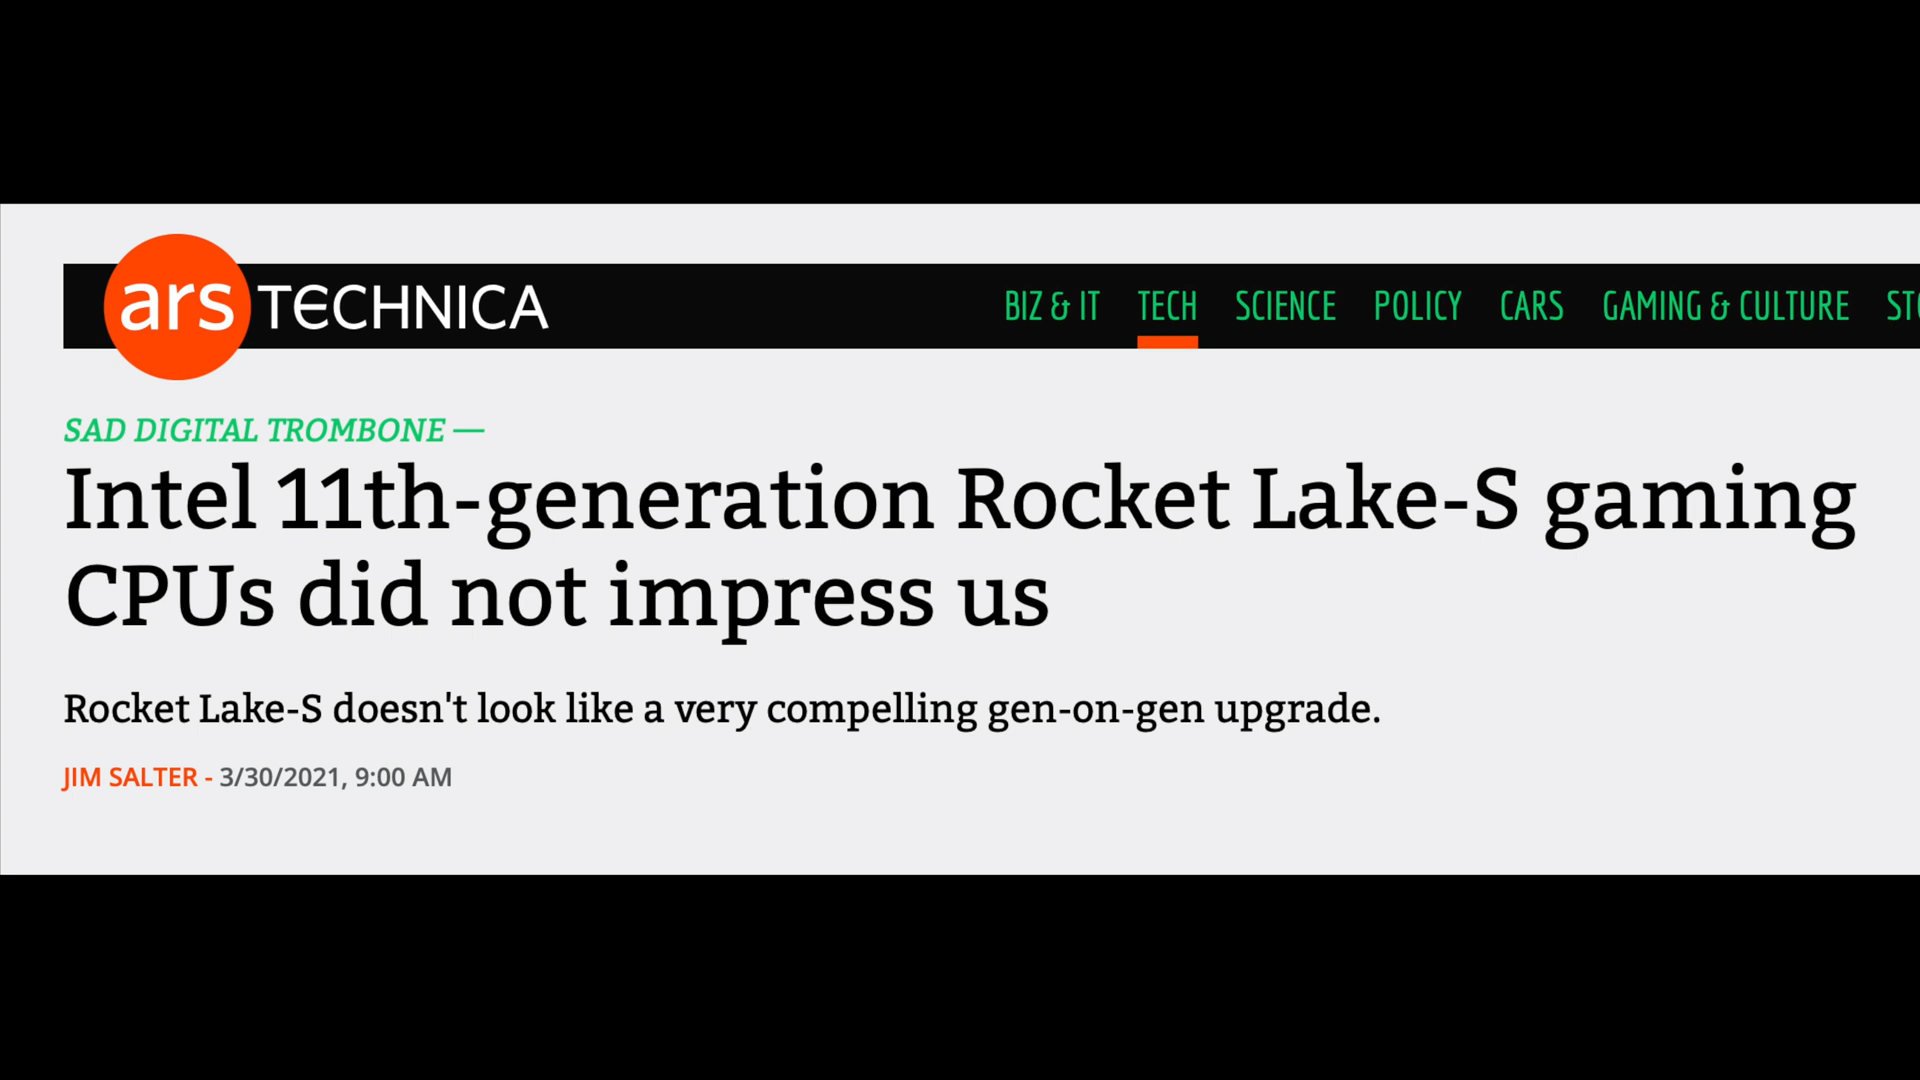 ars TECHNICA
BIZ & IT TECH SCIENCE POLICY CARS GAMING & CULTURE
SAD DIGITAL TROMBONE —
Intel 11th-generation Rocket Lake-S gaming
CPUs did not impress us
Rocket Lake-S doesn't look like a very compelling gen-on-gen upgrade.
JIM SALTER - 3/30/2021, 9:00 AM